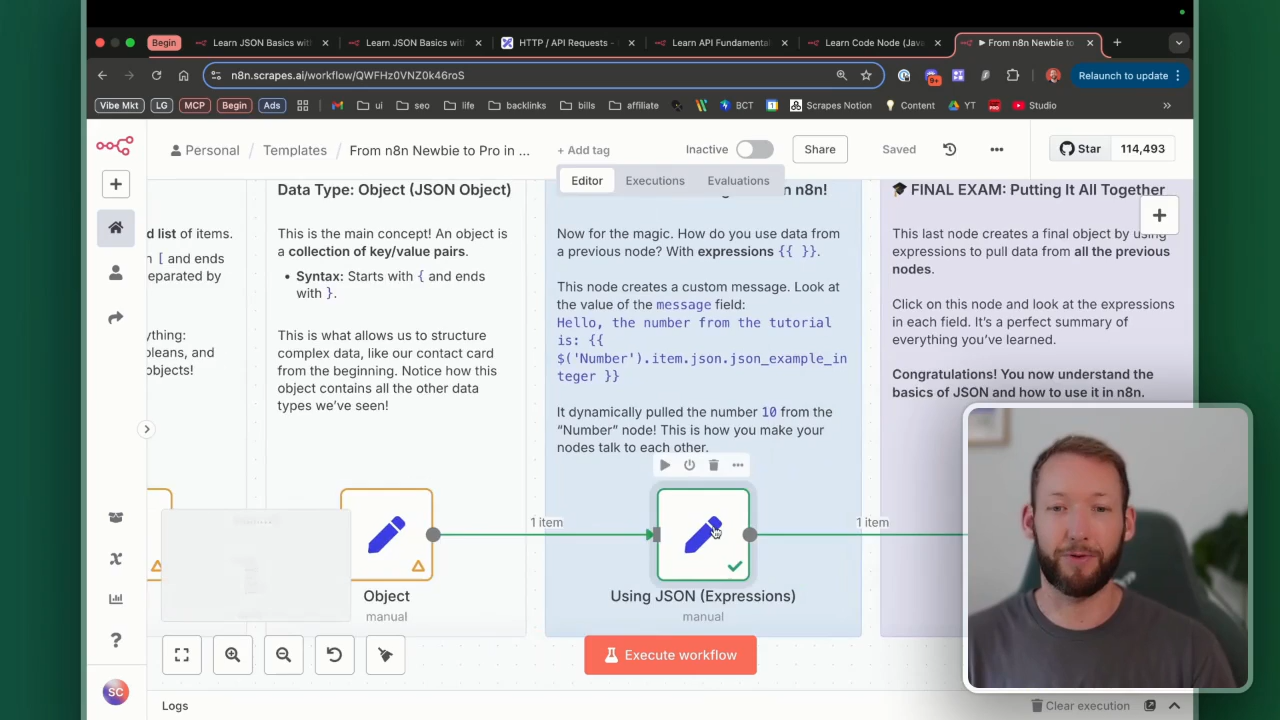 Begin
Learn JSON Basics with
Learn JSON Basics with
HTTP / API Requests -
Learn API Fundamental
Learn Code Node (Java
▶ From n8n Newbie to
n8n.scrapes.ai/workflow/QWFHz0VNZ0k46roS
Relaunch to update
Vibe Mkt
LG
MCP
Begin
Ads
ui
seo
life
backlinks
bills
affiliate
BCT
Scrapes Notion
Content
YT
Studio
»
Personal / Templates / From n8n Newbie to Pro in ...
+ Add tag
Inactive
Share
Saved
Star
114,493
Editor
Executions
Evaluations
d list of items.
n [ and ends
eparated by
ything:
oleans, and
objects!
Data Type: Object (JSON Object)
This is the main concept! An object is
a collection of key/value pairs.
• Syntax: Starts with { and ends
with }.
This is what allows us to structure
complex data, like our contact card
from the beginning. Notice how this
object contains all the other data
types we've seen!
n n8n!
Now for the magic. How do you use data from
a previous node? With expressions {{ }}.
This node creates a custom message. Look at
the value of the message field:
Hello, the number from the tutorial
is: {{
$('Number').item.json.json_example_in
teger }}
It dynamically pulled the number 10 from the
“Number” node! This is how you make your
nodes talk to each other.
🎓 FINAL EXAM: Putting It All Together
This last node creates a final object by using
expressions to pull data from all the previous
nodes.
Click on this node and look at the expressions
in each field. It's a perfect summary of
everything you've learned.
Congratulations! You now understand the
basics of JSON and how to use it in n8n.
1 item
1 item
Object
manual
Using JSON (Expressions)
manual
Execute workflow
SC
Logs
Clear execution